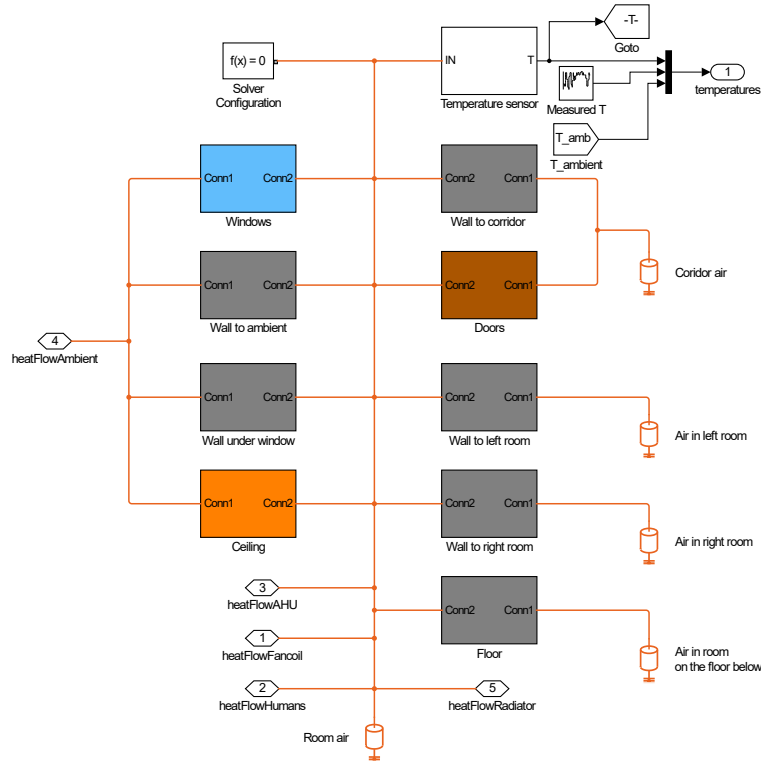 -T-
Goto
f(x) = 0
Solver
Configuration
IN
T
Temperature sensor
Measured T
1
temperatures
T_amb
T_ambient
Conn1
Conn2
Windows
Conn2
Conn1
Wall to corridor
Coridor air
Conn1
Conn2
Wall to ambient
Conn2
Conn1
Doors
4
heatFlowAmbient
Conn1
Conn2
Wall under window
Conn2
Conn1
Wall to left room
Air in left room
Conn1
Conn2
Ceiling
Conn2
Conn1
Wall to right room
Air in right room
3
heatFlowAHU
Conn2
Conn1
Floor
1
heatFlowFancoil
Air in room
on the floor below
2
heatFlowHumans
5
heatFlowRadiator
Room air